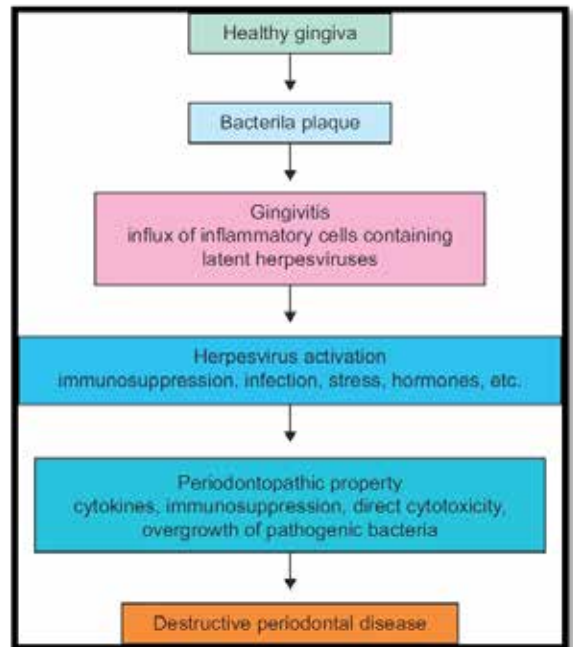 Healthy gingiva
Bacterila plaque
Gingivitis
influx of inflammatory cells containing
latent herpesviruses
Herpesvirus activation
immunosuppression, infection, stress, hormones, etc.
Periodontopathic property
cytokines, immunosuppression, direct cytotoxicity,
overgrowth of pathogenic bacteria
Destructive periodontal disease